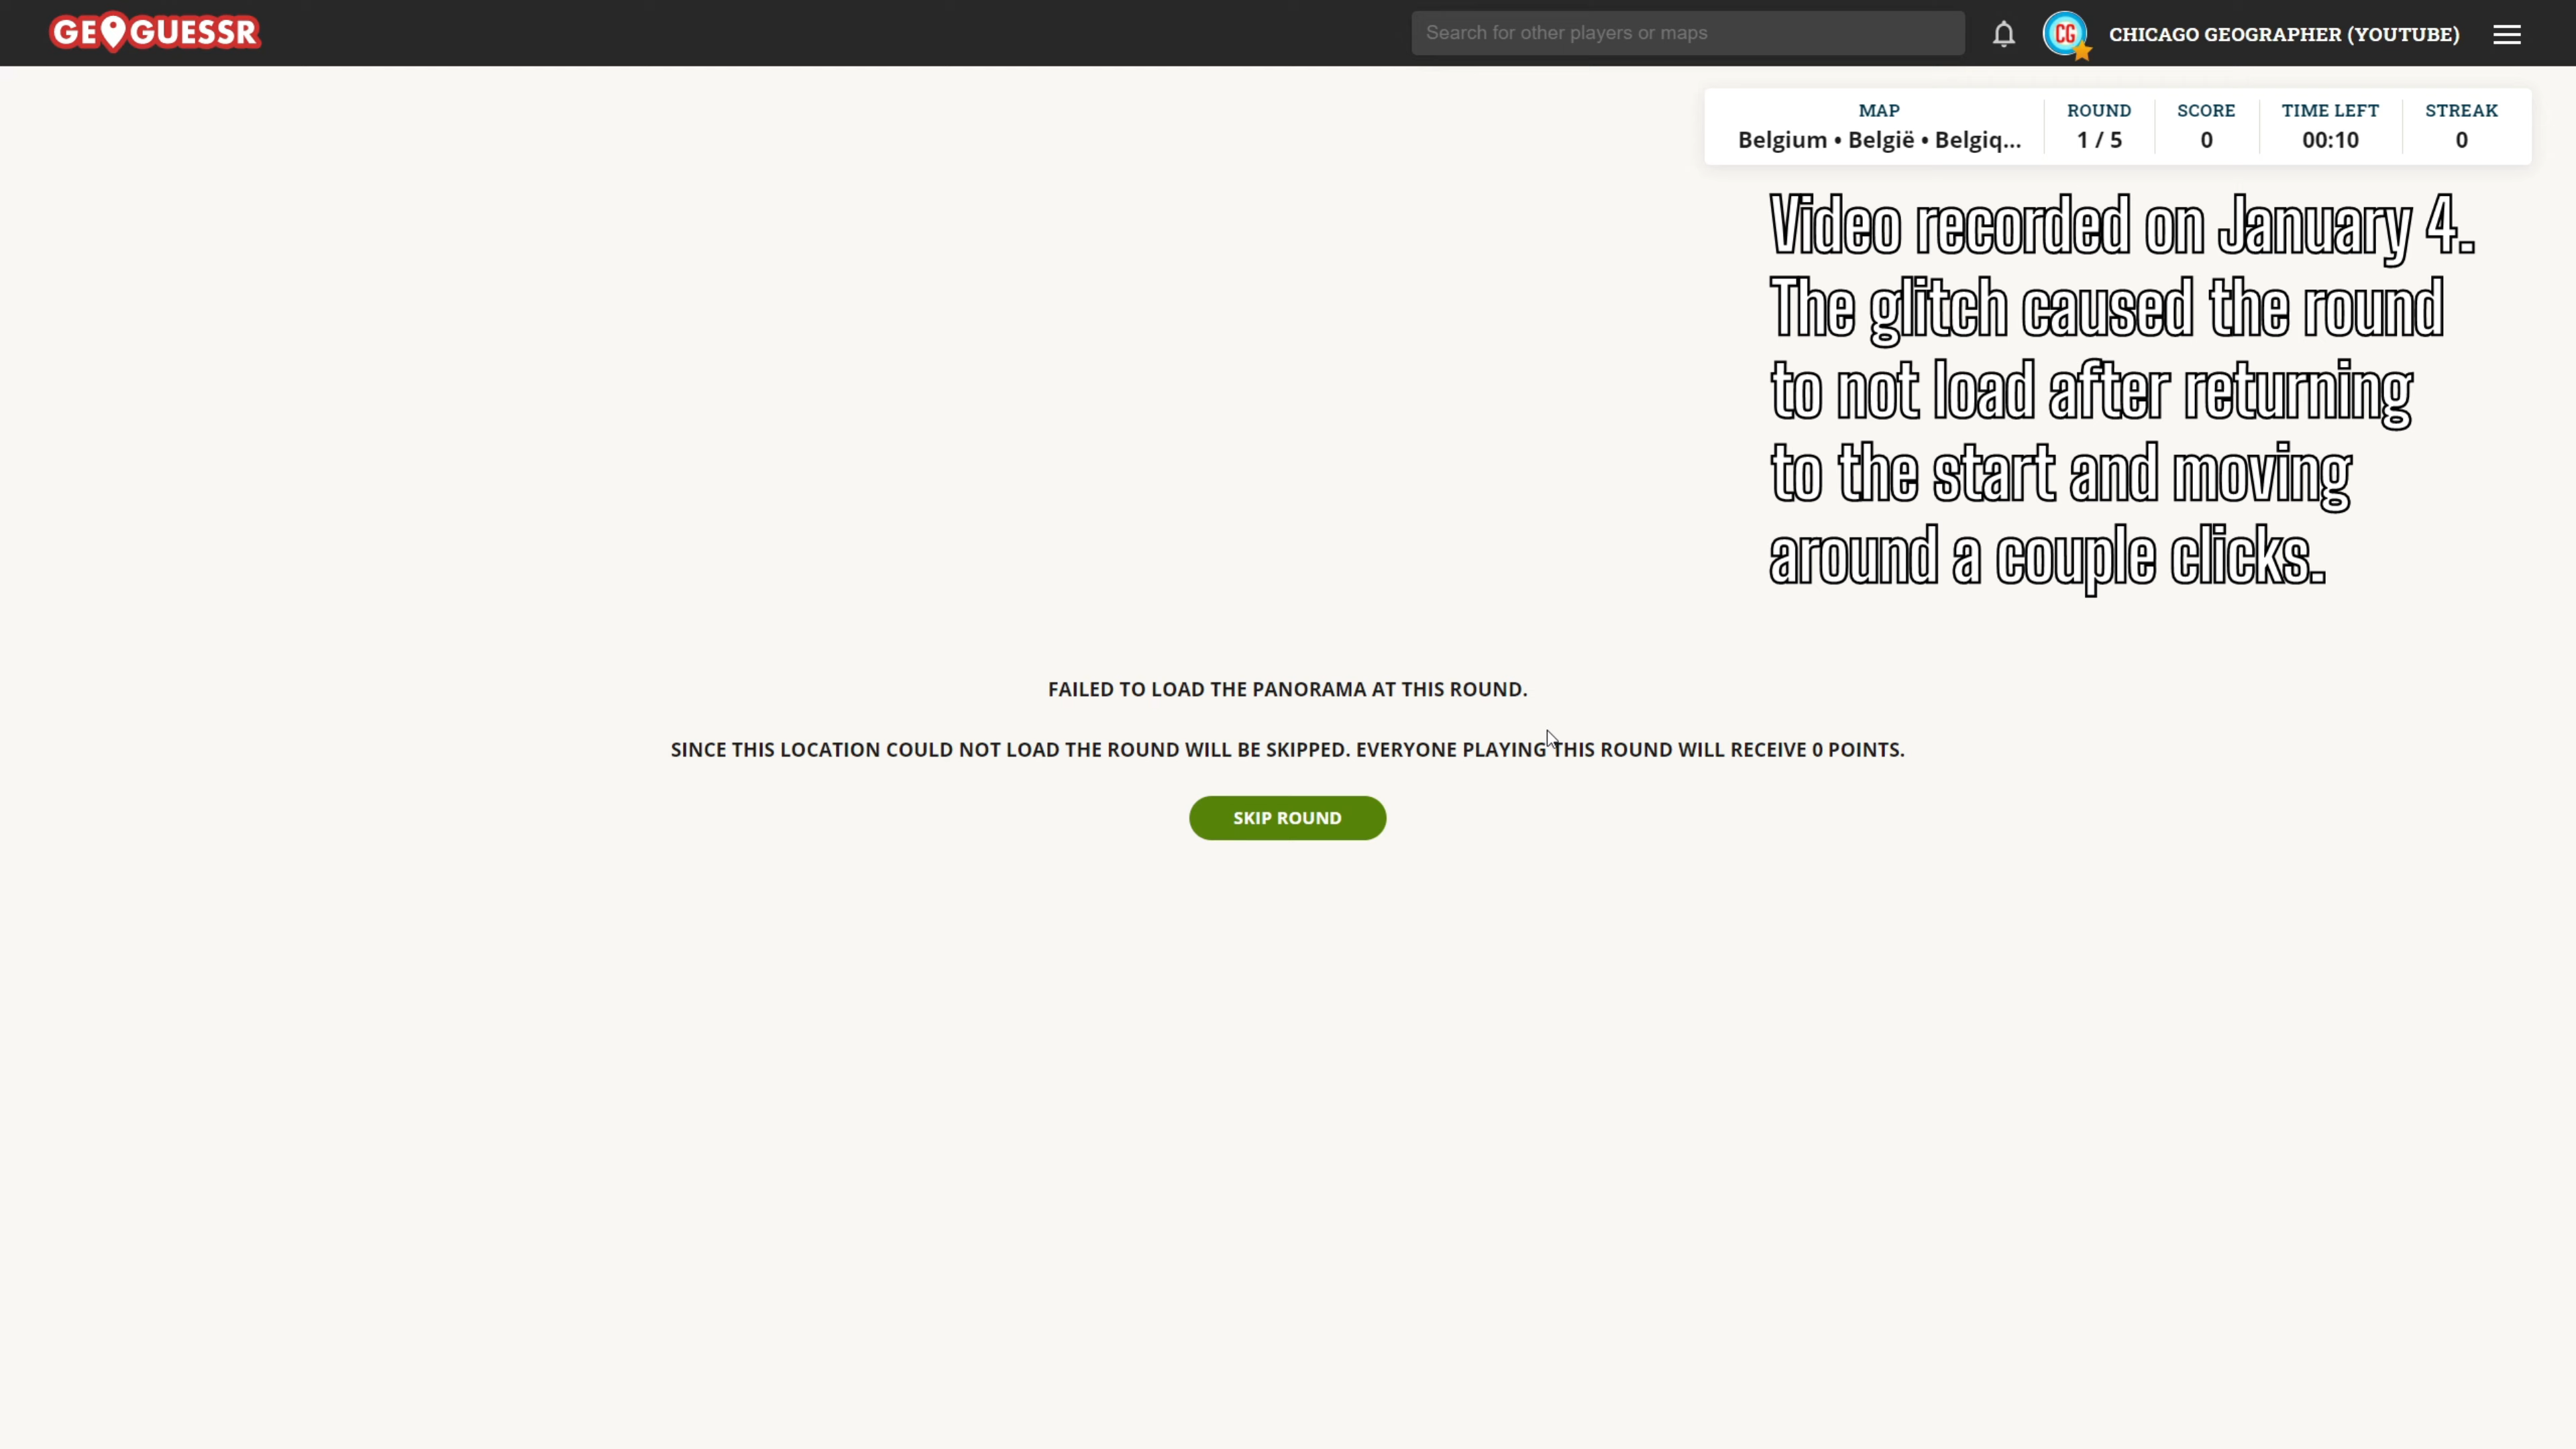 GEOGUESSR
Search for other players or maps
CG
CHICAGO GEOGRAPHER (YOUTUBE)
MAP
Belgium • België • Belgiq...
ROUND
1 / 5
SCORE
0
TIME LEFT
00:10
STREAK
0
Video recorded on January 4.
The glitch caused the round
to not load after returning
to the start and moving
around a couple clicks.
FAILED TO LOAD THE PANORAMA AT THIS ROUND.
SINCE THIS LOCATION COULD NOT LOAD THE ROUND WILL BE SKIPPED. EVERYONE PLAYING THIS ROUND WILL RECEIVE 0 POINTS.
SKIP ROUND